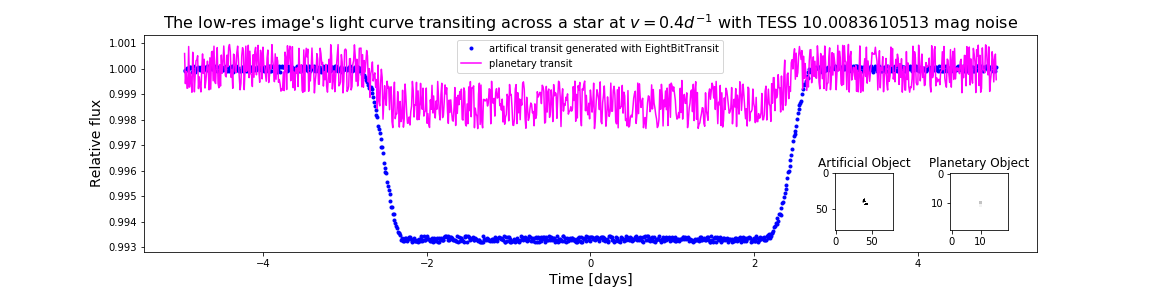 The low-res image's light curve transiting across a star at v = 0.4d⁻¹ with TESS 10.0083610513 mag noise
artifical transit generated with EightBitTransit
planetary transit
Relative flux
1.001
1.000
0.999
0.998
0.997
0.996
0.995
0.994
0.993
Artificial Object
0
50
0 50
Planetary Object
0
10
0 10
−4 −2 0 2 4
Time [days]